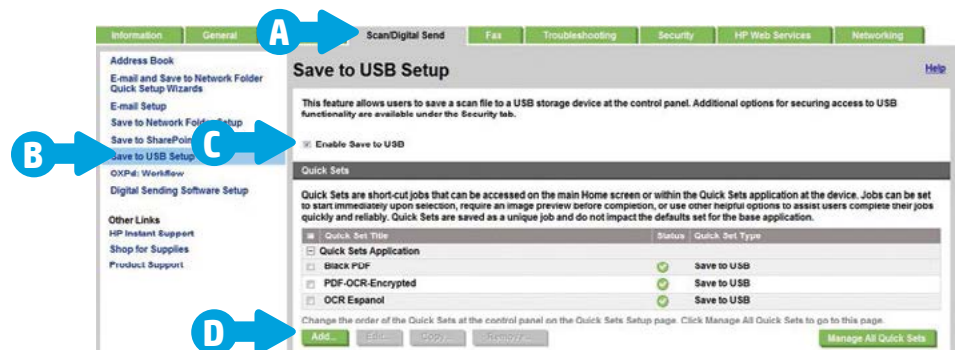 A
Information General Scan/Digital Send Fax Troubleshooting Security HP Web Services Networking
Address Book
E-mail and Save to Network Folder
Quick Setup Wizards
E-mail Setup
Save to Network Folder Setup
Save to SharePoin
B
Save to USB Setup
OXPd: Workflow
Digital Sending Software Setup
Other Links
HP Instant Support
Shop for Supplies
Product Support
Save to USB Setup
Help
This feature allows users to save a scan file to a USB storage device at the control panel. Additional options for securing access to USB
functionality are available under the Security tab.
C
Enable Save to USB
Quick Sets
Quick Sets are short-cut jobs that can be accessed on the main Home screen or within the Quick Sets application at the device. Jobs can be set
to start immediately upon selection, require an image preview before completion, or use other helpful options to assist users complete their jobs
quickly and reliably. Quick Sets are saved as a unique job and do not impact the defaults set for the base application.
Quick Set Title Status Quick Set Type
Quick Sets Application
Black PDF Save to USB
PDF-OCR-Encrypted Save to USB
OCR Espanol Save to USB
Change the order of the Quick Sets at the control panel on the Quick Sets Setup page. Click Manage All Quick Sets to go to this page.
D
Add... Edit... Copy... Remove... Manage All Quick Sets